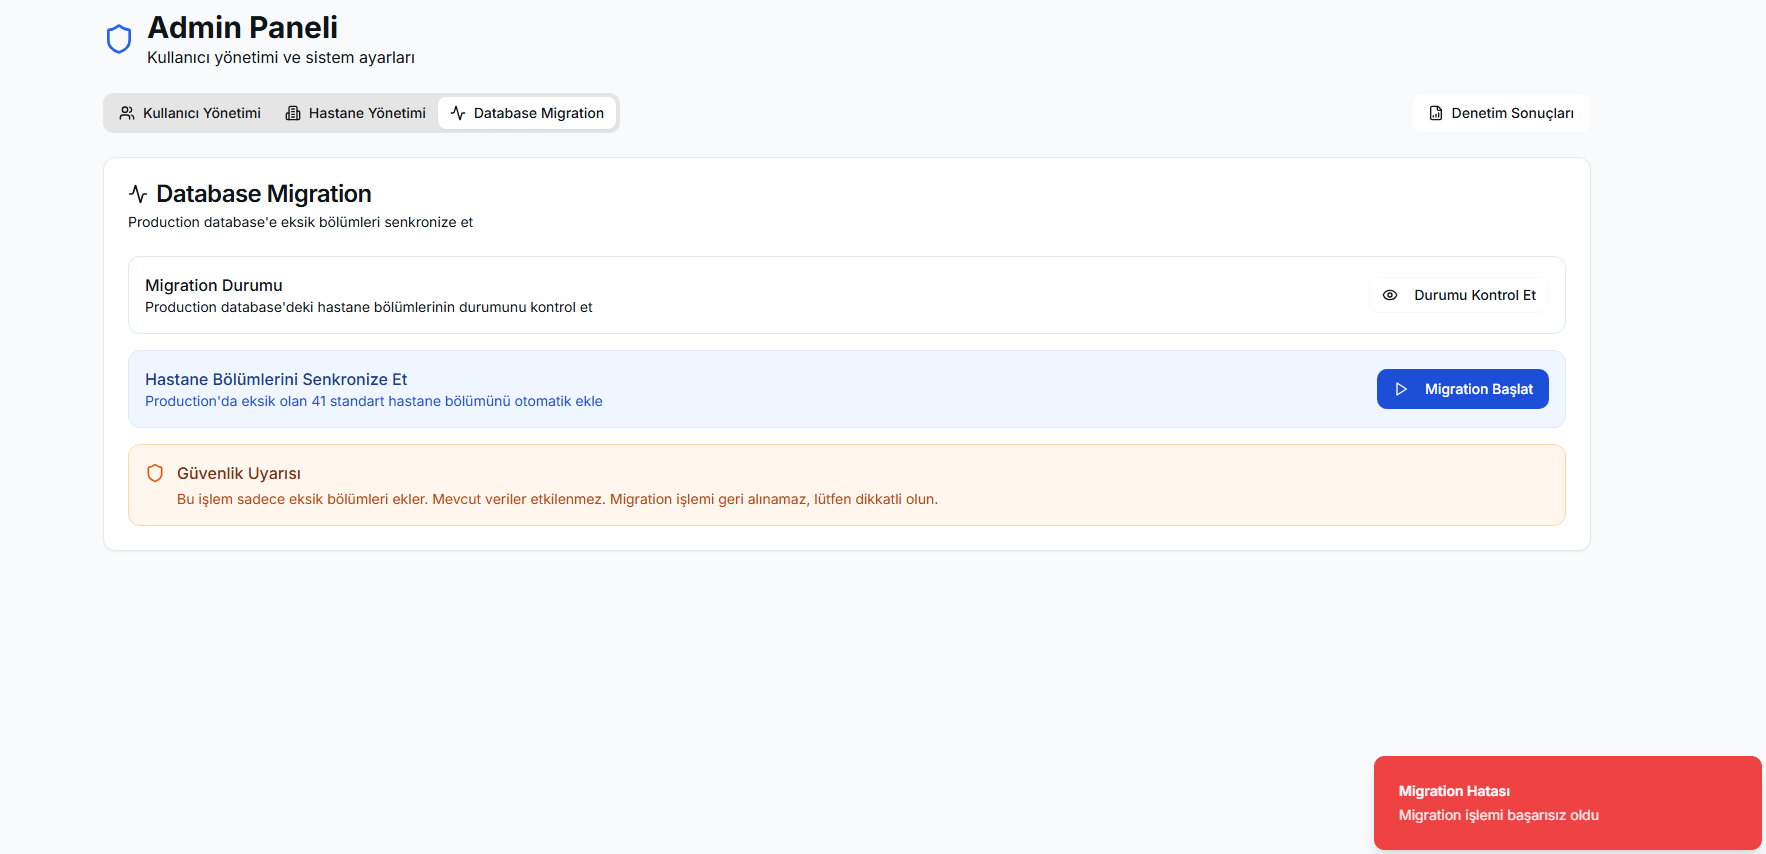 Admin Paneli
Kullanıcı yönetimi ve sistem ayarları
Kullanıcı Yönetimi
Hastane Yönetimi
Database Migration
Denetim Sonuçları
Database Migration
Production database'e eksik bölümleri senkronize et
Migration Durumu
Production database'deki hastane bölümlerinin durumunu kontrol et
Durumu Kontrol Et
Hastane Bölümlerini Senkronize Et
Production'da eksik olan 41 standart hastane bölümünü otomatik ekle
Migration Başlat
Güvenlik Uyarısı
Bu işlem sadece eksik bölümleri ekler. Mevcut veriler etkilenmez. Migration işlemi geri alınamaz, lütfen dikkatli olun.
Migration Hatası
Migration işlemi başarısız oldu